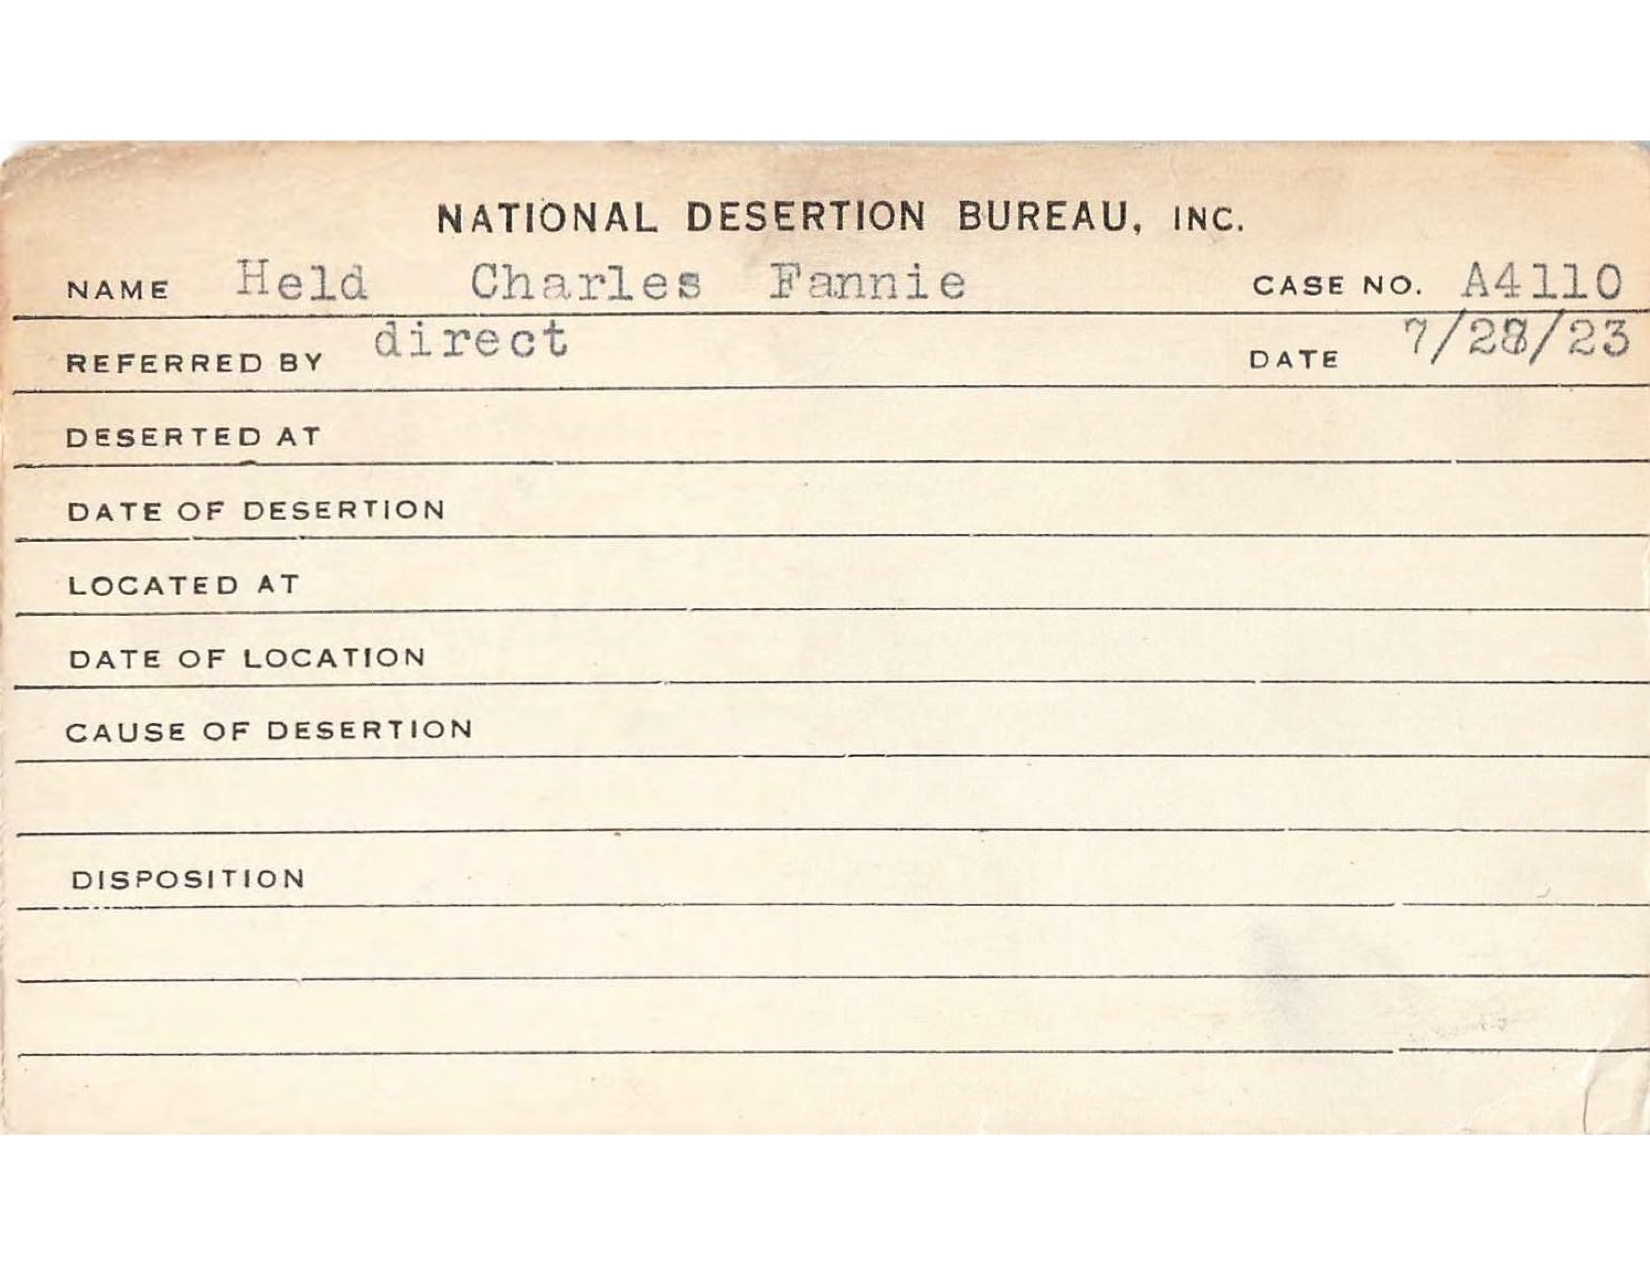 NATIONAL DESERTION BUREAU, INC.
NAME Held Charles Fannie CASE NO. A4110
REFERRED BY direct DATE 7/28/23
DESERTED AT
DATE OF DESERTION
LOCATED AT
DATE OF LOCATION
CAUSE OF DESERTION
DISPOSITION